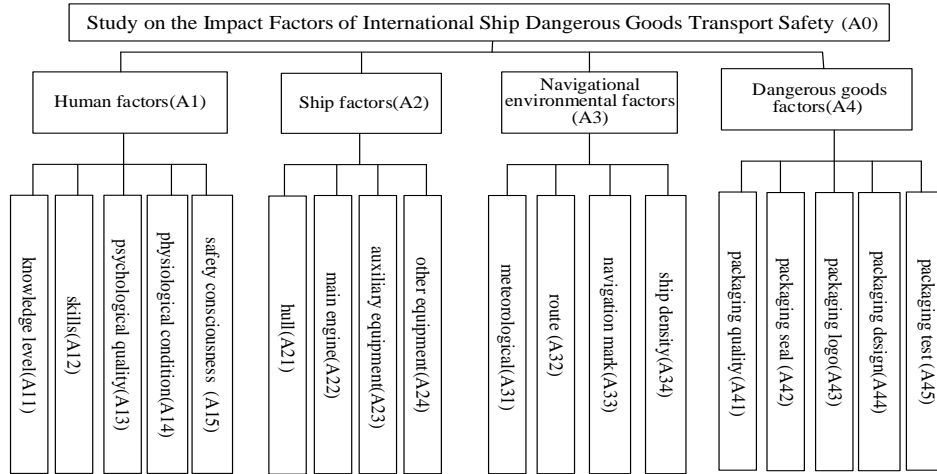 Study on the Impact Factors of International Ship Dangerous Goods Transport Safety (A0)
Human factors(A1)
Ship factors(A2)
Navigational
environmental factors
(A3)
Dangerous goods
factors(A4)
knowledge level(A11)
skills(A12)
psychological quality(A13)
physiological condition(A14)
safety consciousness (A15)
hull(A21)
main engine(A22)
auxiliary equipment(A23)
other equipment(A24)
meteorological(A31)
route (A32)
navigation mark(A33)
ship density(A34)
packaging quality(A41)
packaging seal (A42)
packaging logo(A43)
packaging design(A44)
packaging test (A45)